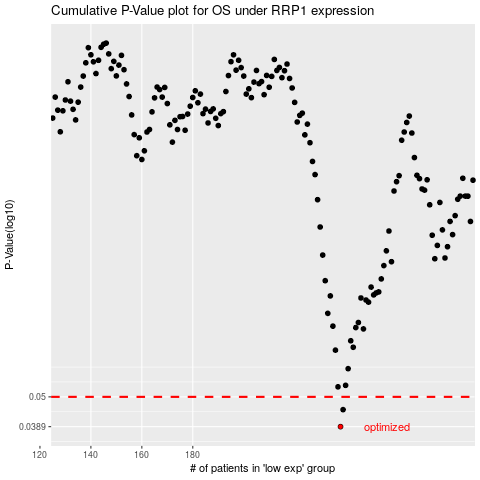 Cumulative P-Value plot for OS under RRP1 expression
P-Value(log10)
0.05
0.0389
optimized
120 140 160 180
# of patients in 'low exp' group